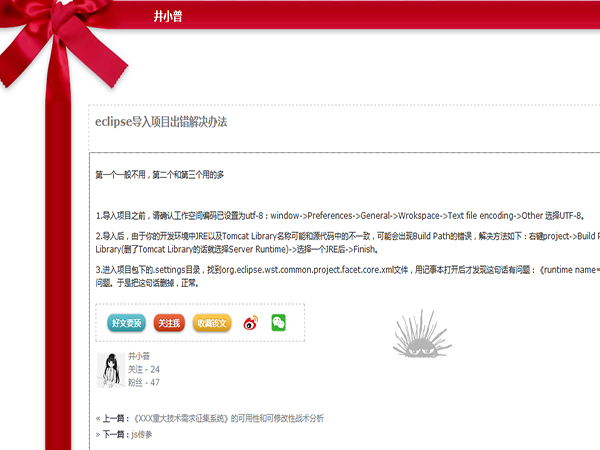 井小普
eclipse导入项目出错解决办法
第一个一般不用，第二个和第三个用的多
1.导入项目之前，请确认工作空间编码已设置为utf-8：window->Preferences->General->Wrokspace->Text file encoding->Other 选择UTF-8。
2.导入后，由于你的开发环境中JRE以及Tomcat Library名称可能和源代码中的不一致，可能会出现Build Path的错误，解决方法如下：右键project->Build P
Library(删了Tomcat Library的话就选择Server Runtime)->选择一个JRE后->Finish。
3.进入项目包下的.settings目录，找到org.eclipse.wst.common.project.facet.core.xml文件，用记事本打开后才发现这句话有问题：《runtime name=
问题。于是把这句话删掉，正常。
好文要顶 关注我 收藏该文
井小普
关注 - 24
粉丝 - 47
« 上一篇：《XXX重大技术需求征集系统》的可用性和可修改性战术分析
» 下一篇：js传参